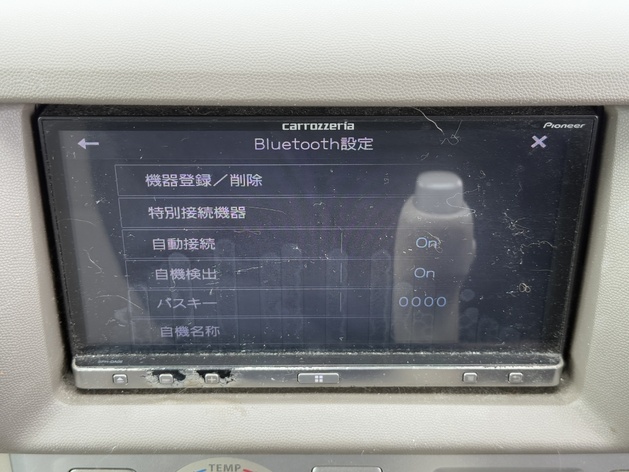 carrozzeria
Pioneer
Bluetooth設定
機器登録／削除
特別接続機器
自動接続 On
自機検出 On
パスキー 0000
自機名称
TEMP